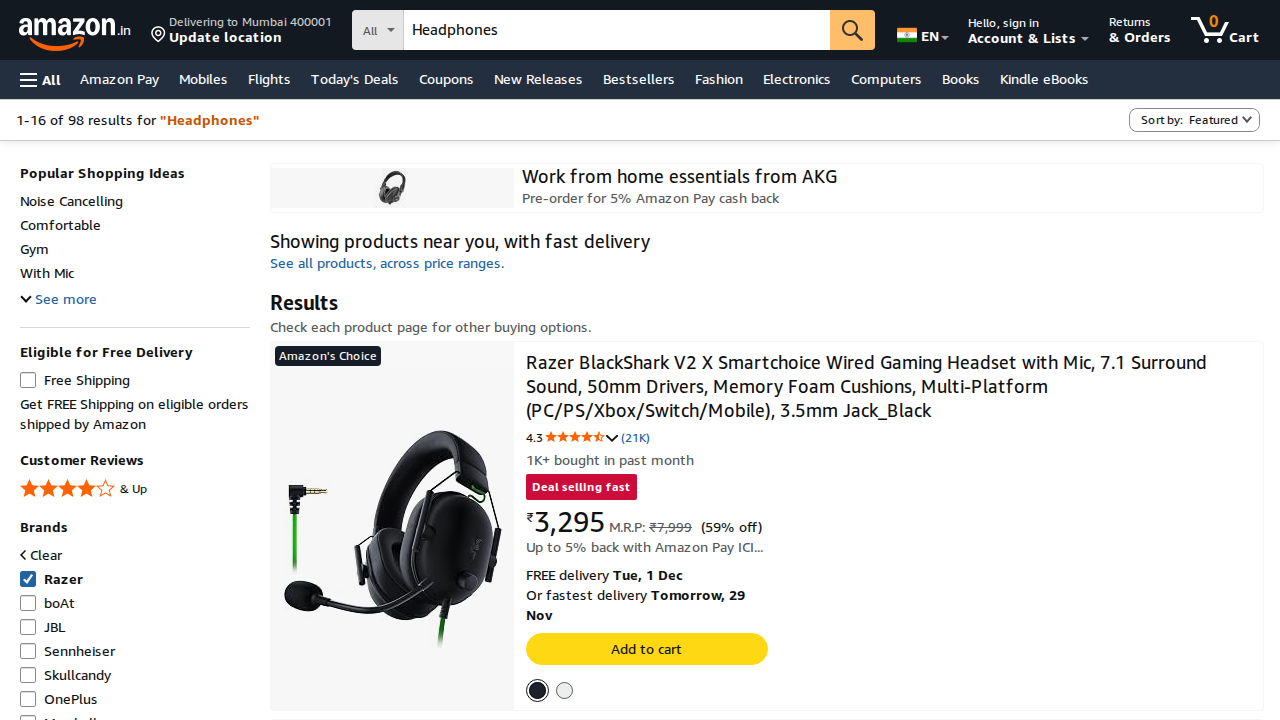 amazon.in
Delivering to Mumbai 400001
Update location
All
Headphones
EN
Hello, sign in
Account & Lists
Returns
& Orders
0
Cart
All
Amazon Pay
Mobiles
Flights
Today's Deals
Coupons
New Releases
Bestsellers
Fashion
Electronics
Computers
Books
Kindle eBooks
1-16 of 98 results for "Headphones"
Sort by: Featured
Popular Shopping Ideas
Noise Cancelling
Comfortable
Gym
With Mic
See more
Eligible for Free Delivery
Free Shipping
Get FREE Shipping on eligible orders
shipped by Amazon
Customer Reviews
& Up
Brands
Clear
Razer
boAt
JBL
Sennheiser
Skullcandy
OnePlus
Work from home essentials from AKG
Pre-order for 5% Amazon Pay cash back
Showing products near you, with fast delivery
See all products, across price ranges.
Results
Check each product page for other buying options.
Amazon's Choice
Razer BlackShark V2 X Smartchoice Wired Gaming Headset with Mic, 7.1 Surround
Sound, 50mm Drivers, Memory Foam Cushions, Multi-Platform
(PC/PS/Xbox/Switch/Mobile), 3.5mm Jack_Black
4.3 (21K)
1K+ bought in past month
Deal selling fast
₹3,295 M.R.P: ₹7,999 (59% off)
Up to 5% back with Amazon Pay ICI...
FREE delivery Tue, 1 Dec
Or fastest delivery Tomorrow, 29
Nov
Add to cart